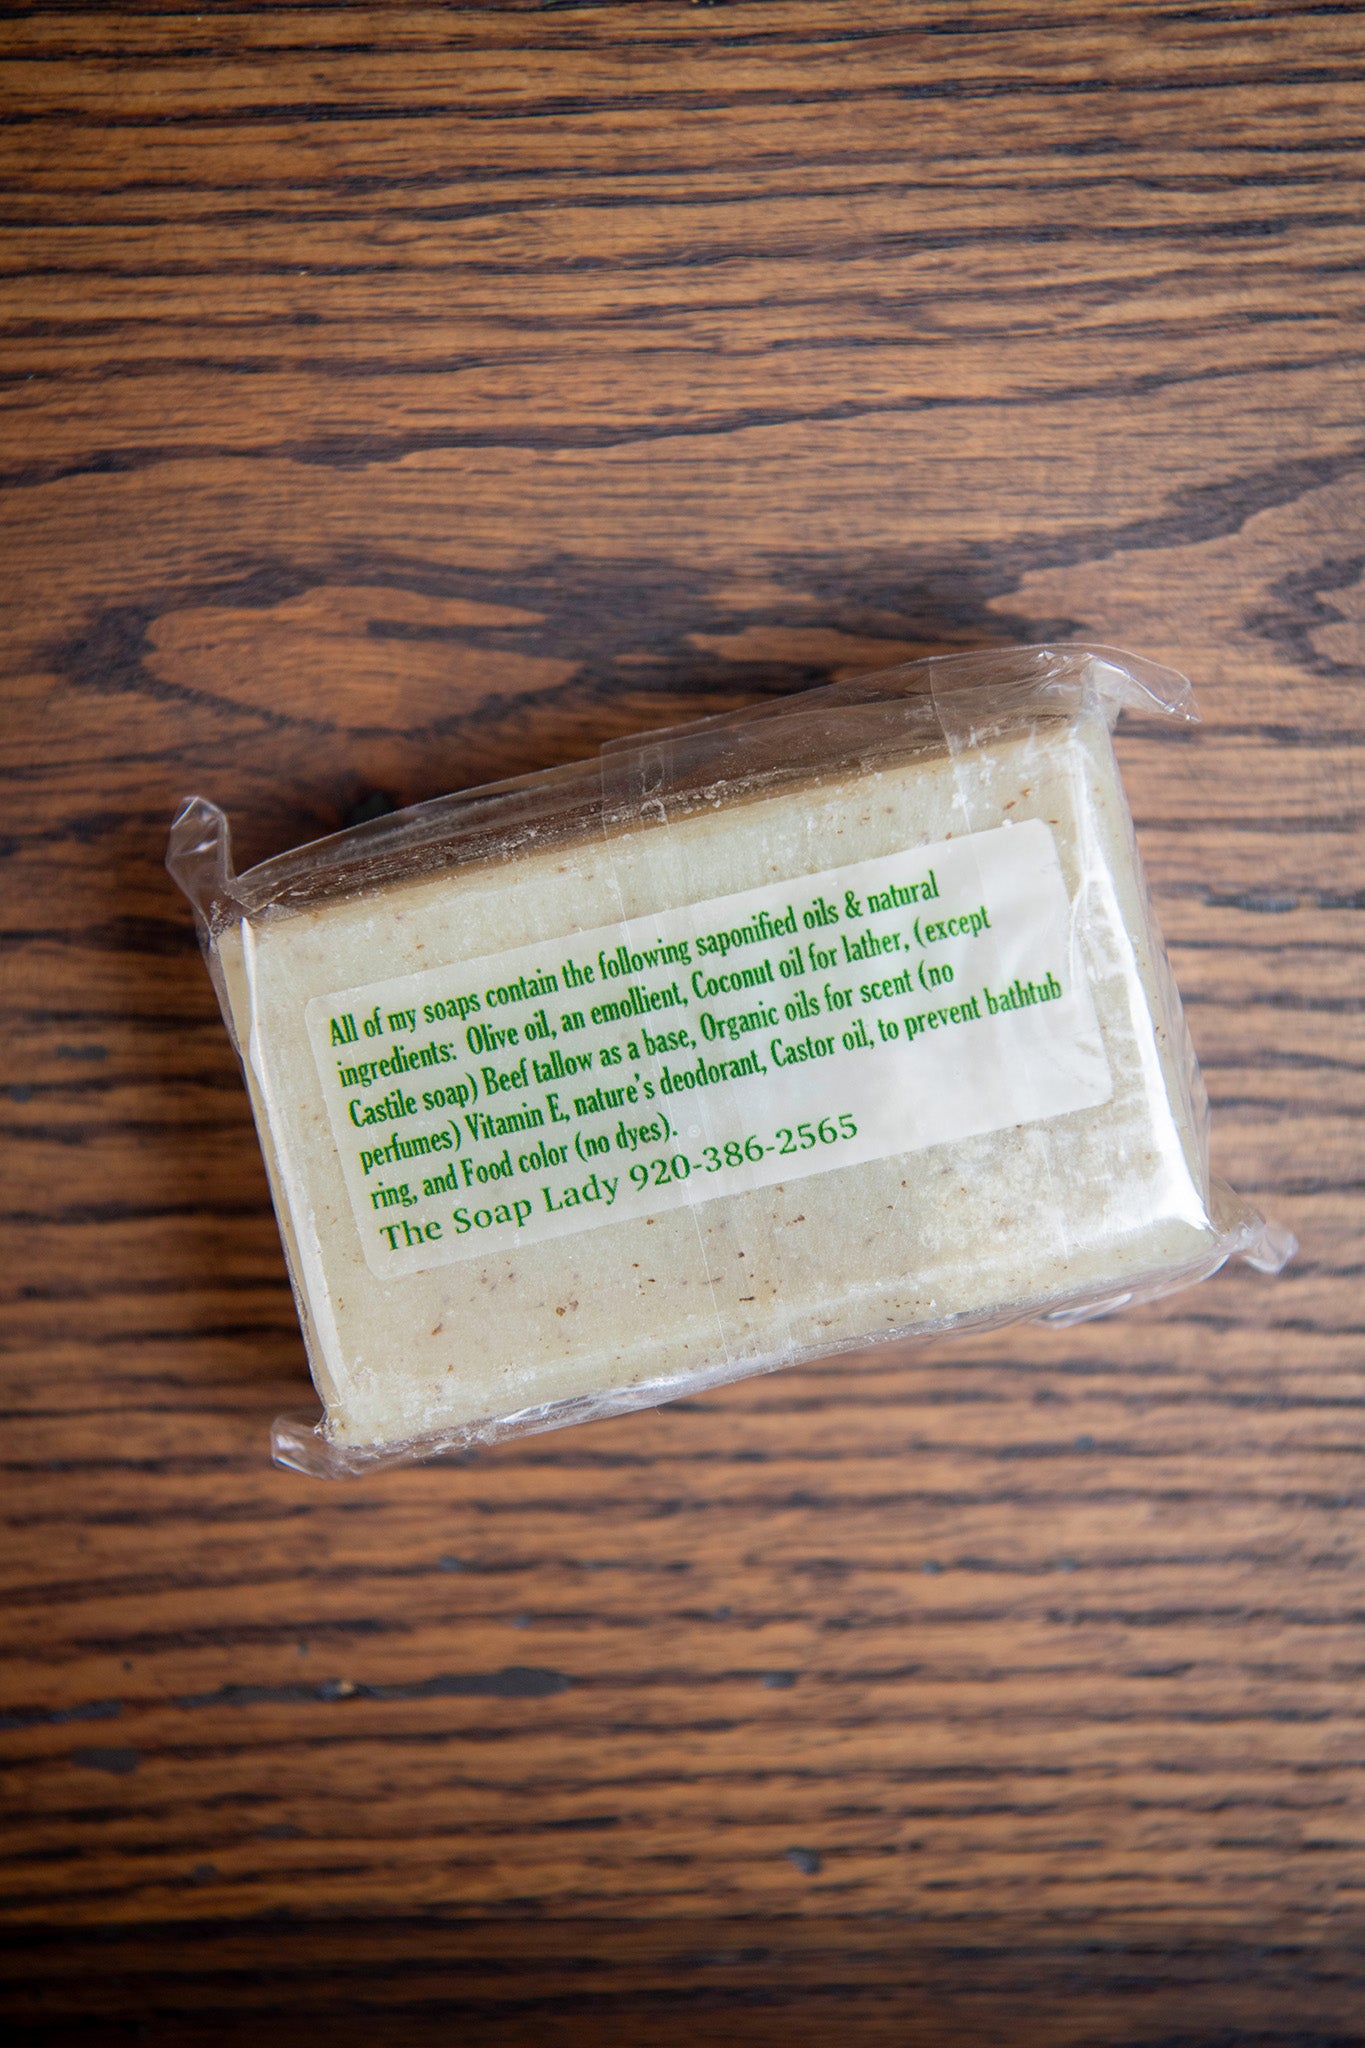 All of my soaps contain the following saponified oils & natural
ingredients: Olive oil, an emollient, Coconut oil for lather, (except
Castile soap) Beef tallow as a base, Organic oils for scent (no
perfumes) Vitamin E, nature's deodorant, Castor oil, to prevent bathtub
ring, and Food color (no dyes).
The Soap Lady 920-386-2565